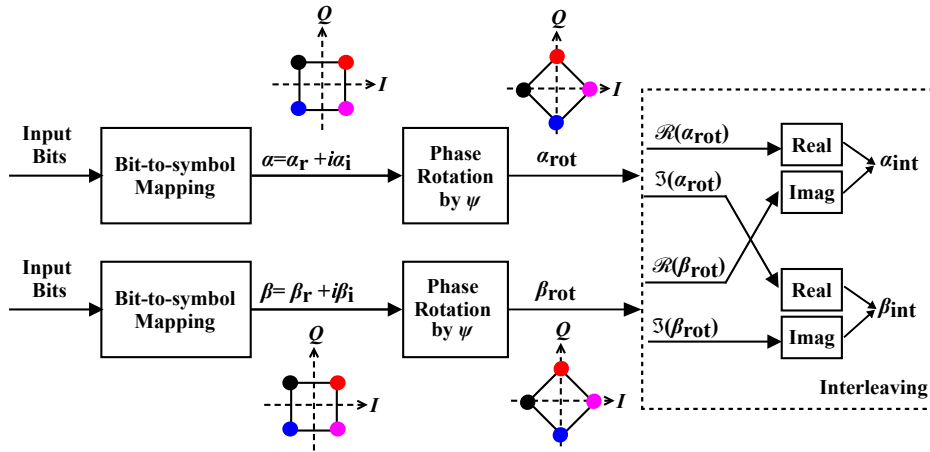 Q
I
Input
Bits
Bit-to-symbol
Mapping
α=αr +iαi
Phase
Rotation
by ψ
αrot
Q
I
ℛ(αrot)
ℑ(αrot)
ℛ(βrot)
ℑ(βrot)
Real
Imag
αint
Real
Imag
βint
Interleaving
Input
Bits
Bit-to-symbol
Mapping
β= βr +iβi
Phase
Rotation
by ψ
βrot
Q
I
Q
I